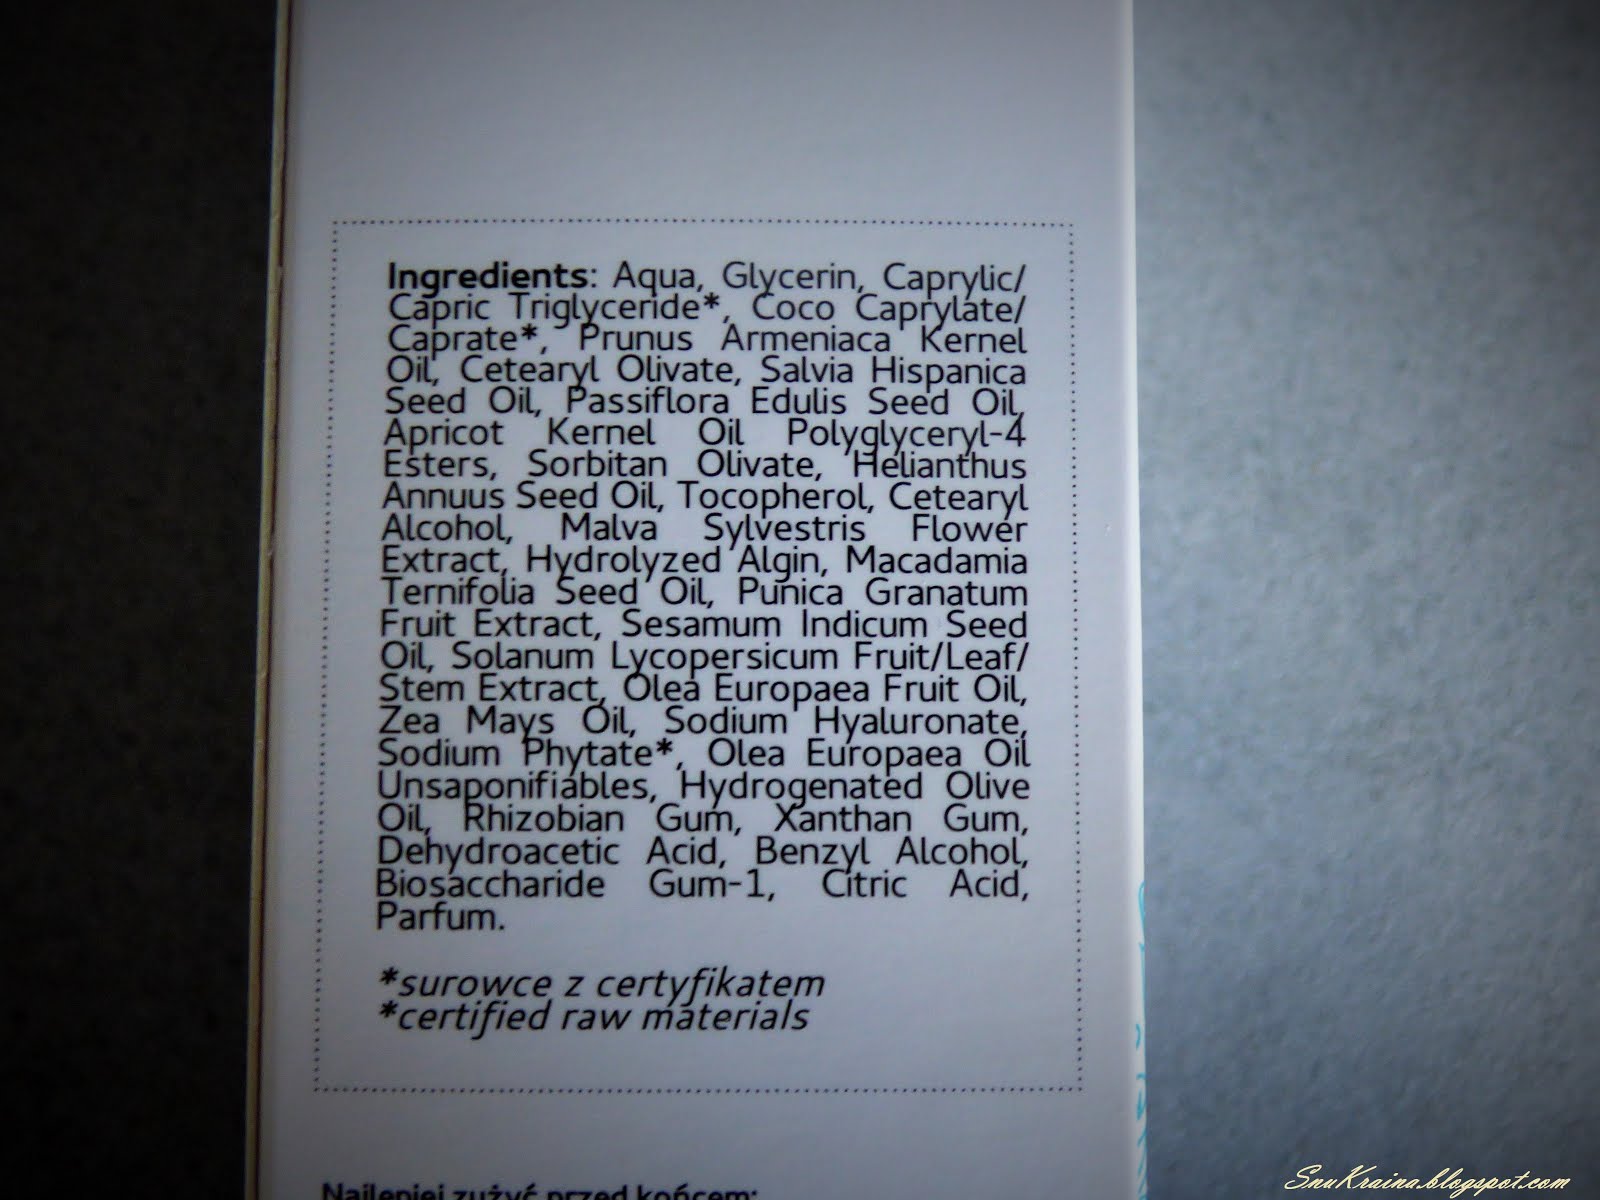 Ingredients: Aqua, Glycerin, Caprylic/
Capric Triglyceride*, Coco Caprylate/
Caprate*, Prunus Armeniaca Kernel
Oil, Cetearyl Olivate, Salvia Hispanica
Seed Oil, Passiflora Edulis Seed Oil,
Apricot Kernel Oil Polyglyceryl-4
Esters, Sorbitan Olivate, Helianthus
Annuus Seed Oil, Tocopherol, Cetearyl
Alcohol, Malva Sylvestris Flower
Extract, Hydrolyzed Algin, Macadamia
Ternifolia Seed Oil, Punica Granatum
Fruit Extract, Sesamum Indicum Seed
Oil, Solanum Lycopersicum Fruit/Leaf/
Stem Extract, Olea Europaea Fruit Oil,
Zea Mays Oil, Sodium Hyaluronate,
Sodium Phytate*, Olea Europaea Oil
Unsaponifiables, Hydrogenated Olive
Oil, Rhizobian Gum, Xanthan Gum,
Dehydroacetic Acid, Benzyl Alcohol,
Biosaccharide Gum-1, Citric Acid,
Parfum.
*surowce z certyfikatem
*certified raw materials
Najlepiej zużyć przed końcem:
SnuKraina.blogspot.com